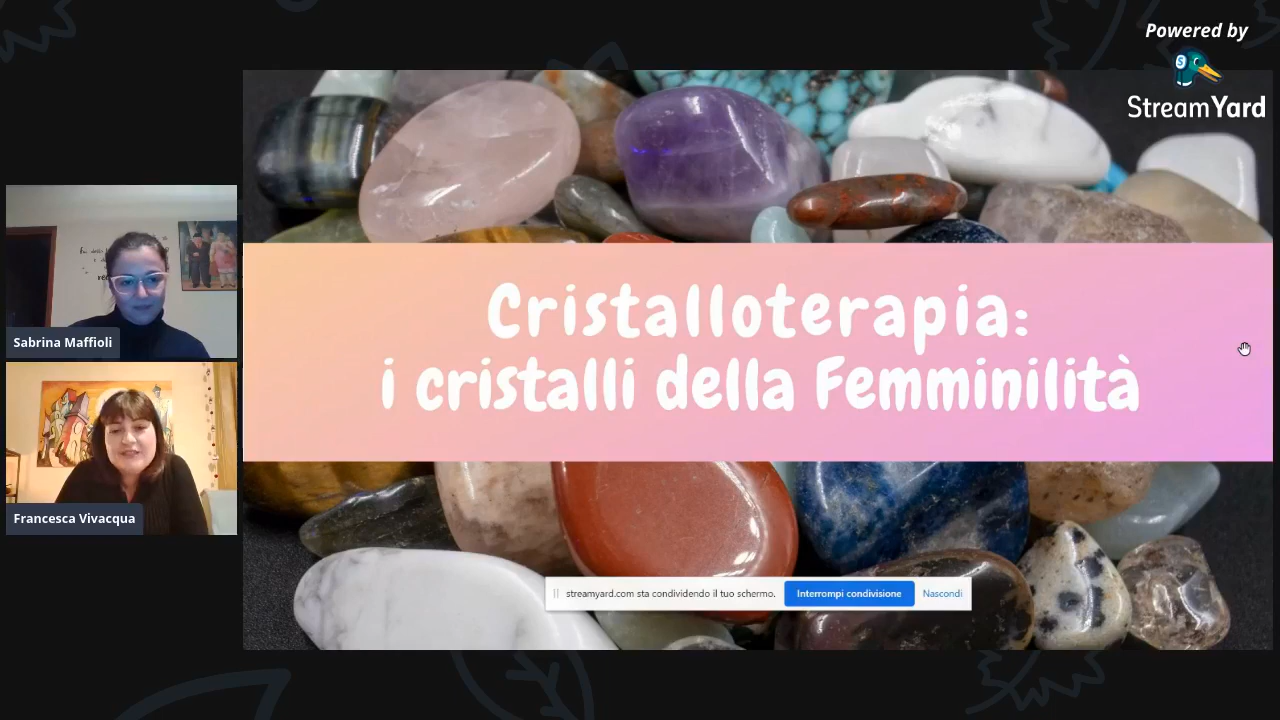 Powered by
StreamYard
Sabrina Maffioli
Francesca Vivacqua
Cristalloterapia:
i cristalli della Femminilità
streamyard.com sta condividendo il tuo schermo.
Interrompi condivisione
Nascondi